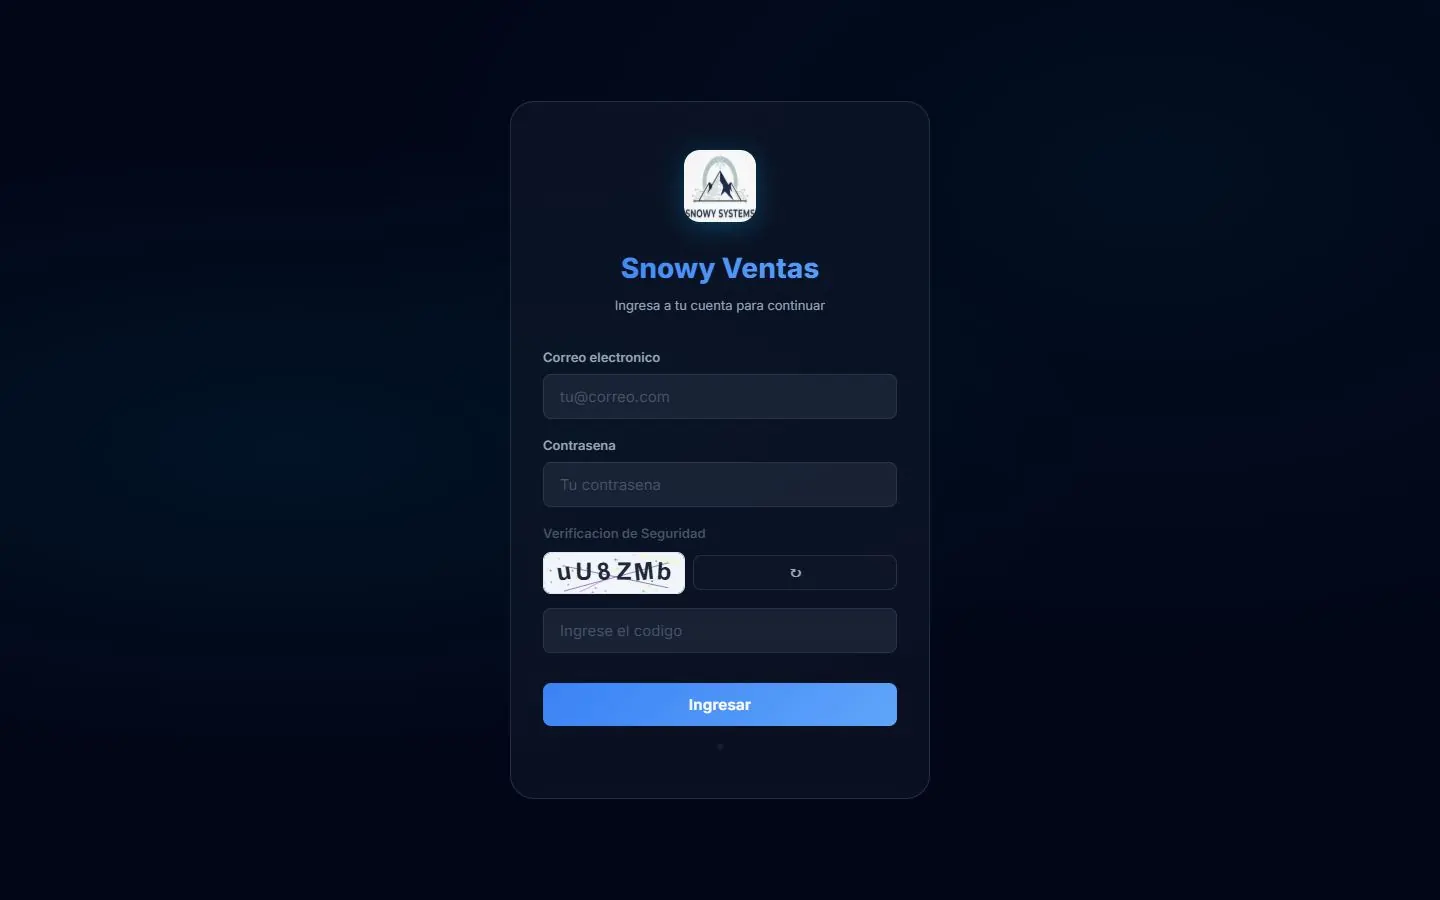 SNOWY SYSTEMS
Snowy Ventas
Ingresa a tu cuenta para continuar
Correo electronico
tu@correo.com
Contrasena
Tu contrasena
Verificacion de Seguridad
uU8ZMb
↻
Ingrese el codigo
Ingresar